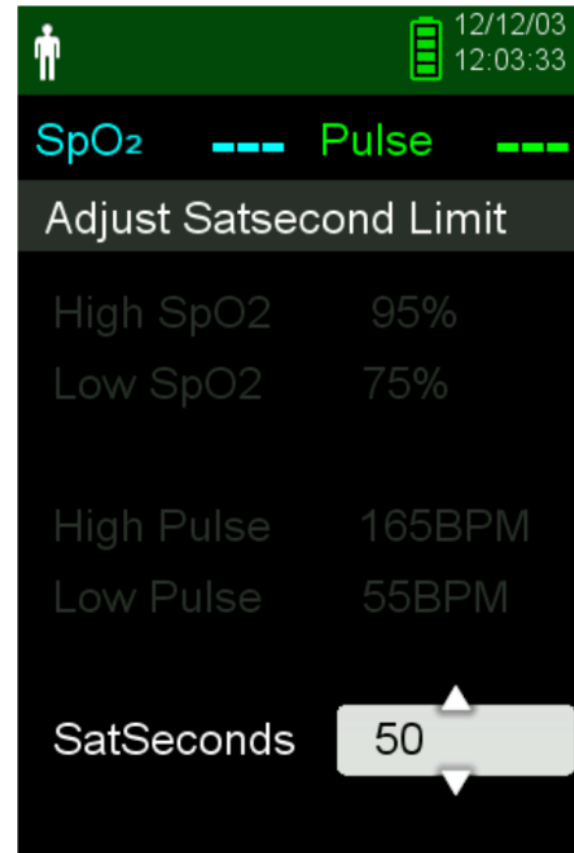 12/12/03
12:03:33
SpO₂ --- Pulse ---
Adjust Satsecond Limit
High SpO2 95%
Low SpO2 75%
High Pulse 165BPM
Low Pulse 55BPM
SatSeconds 50